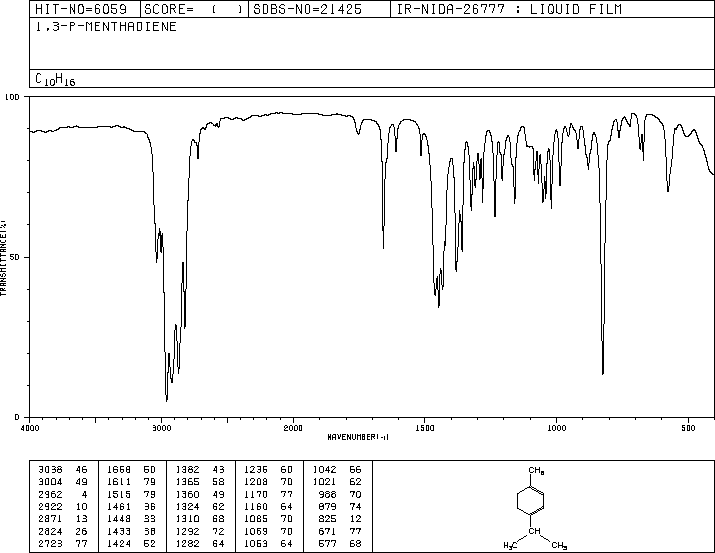 HIT-NO=6059 SCORE= ( ) SDBS-NO=21425 IR-NIDA-26777 : LIQUID FILM
1,3-P-MENTHADIENE
C10H16
100
50
0
TRANSMITTANCE(%)
4000 3000 2000 1500 1000 500
WAVENUMBER(-1)
3038 46 1658 50 1382 43 1236 60 1042 66
3004 49 1611 79 1365 58 1208 70 1021 62
2962 4 1515 79 1360 49 1170 77 988 70
2922 10 1461 36 1324 62 1160 64 879 74
2871 13 1448 33 1310 68 1085 70 825 12
2824 26 1433 38 1292 72 1069 70 671 77
2723 77 1424 62 1282 64 1053 64 577 68
CH3
H3C CH3